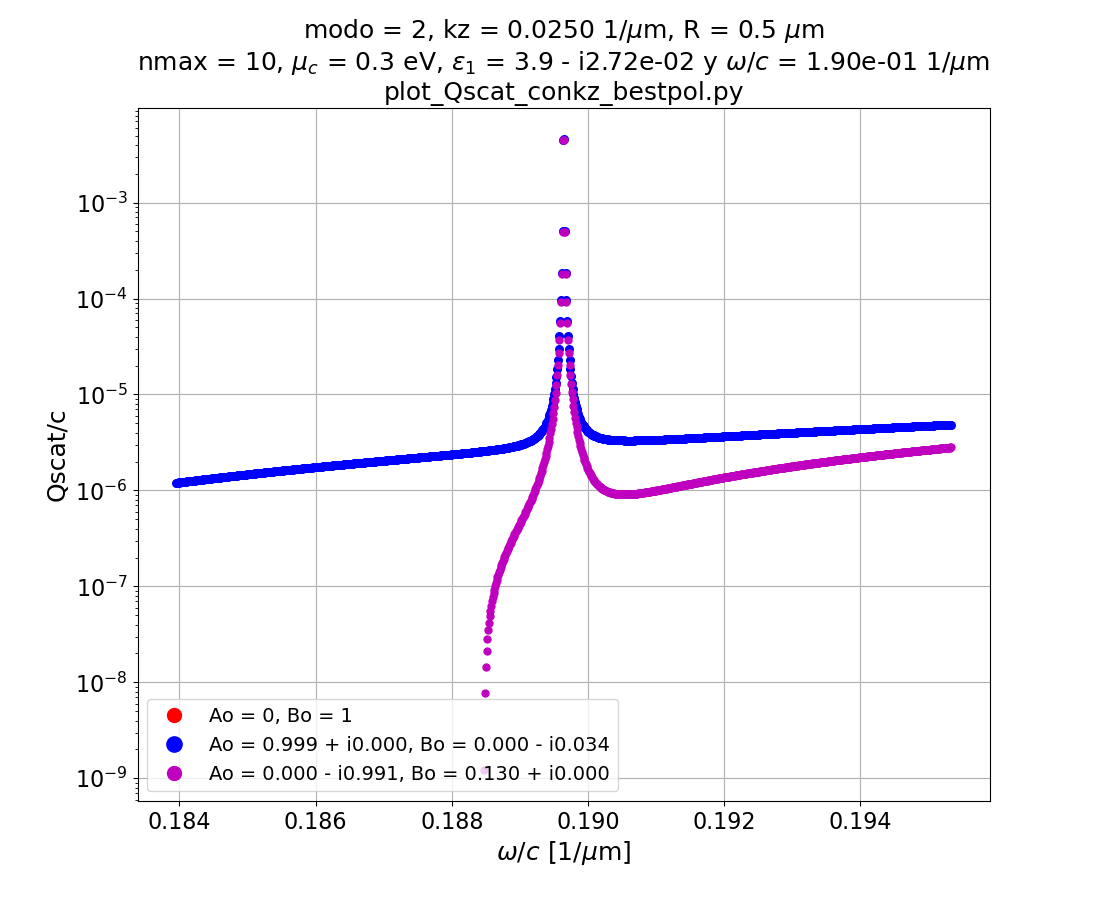 modo = 2, kz = 0.0250 1/μm, R = 0.5 μm
nmax = 10, μc = 0.3 eV, ε1 = 3.9 - i2.72e-02 y ω/c = 1.90e-01 1/μm
plot_Qscat_conkz_bestpol.py
Qscat/c
10⁻³
10⁻⁴
10⁻⁵
10⁻⁶
10⁻⁷
10⁻⁸
10⁻⁹
Ao = 0, Bo = 1
Ao = 0.999 + i0.000, Bo = 0.000 - i0.034
Ao = 0.000 - i0.991, Bo = 0.130 + i0.000
0.184 0.186 0.188 0.190 0.192 0.194
ω/c [1/μm]